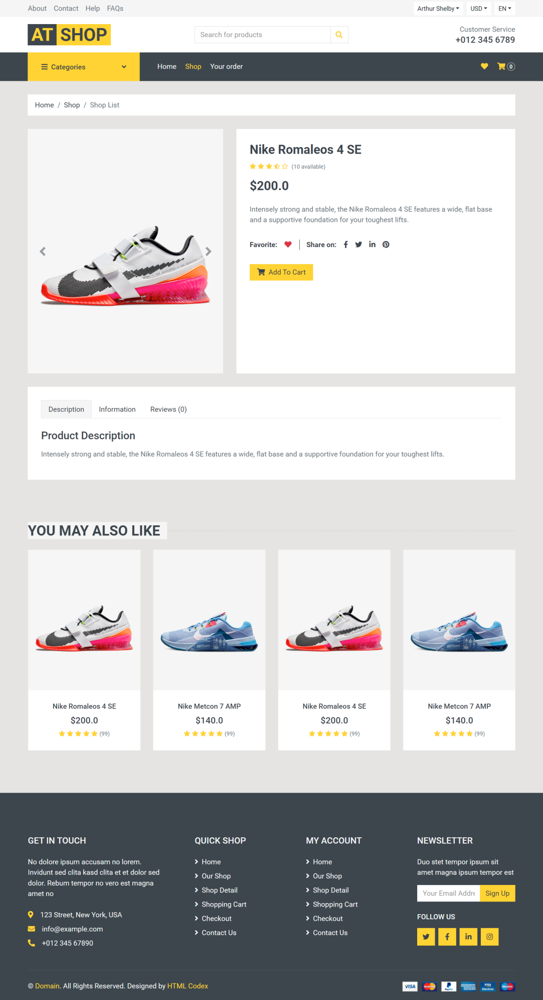 About Contact Help FAQs
Arthur Shelby USD EN
AT SHOP
Search for products
Customer Service
+012 345 6789
Categories
Home Shop Your order
0
Home / Shop / Shop List
Nike Romaleos 4 SE
(10 available)
$200.0
Intensely strong and stable, the Nike Romaleos 4 SE features a wide, flat base
and a supportive foundation for your toughest lifts.
Favorite: Share on:
Add To Cart
Description Information Reviews (0)
Product Description
Intensely strong and stable, the Nike Romaleos 4 SE features a wide, flat base and a supportive foundation for your toughest lifts.
YOU MAY ALSO LIKE
Nike Romaleos 4 SE
$200.0
(99)
Nike Metcon 7 AMP
$140.0
(99)
Nike Romaleos 4 SE
$200.0
(99)
Nike Metcon 7 AMP
$140.0
(99)
GET IN TOUCH
No dolore ipsum accusam no lorem.
Invidunt sed clita kasd clita et et dolor sed
dolor. Rebum tempor no vero est magna
amet no
123 Street, New York, USA
info@example.com
+012 345 67890
QUICK SHOP
Home
Our Shop
Shop Detail
Shopping Cart
Checkout
Contact Us
MY ACCOUNT
Home
Our Shop
Shop Detail
Shopping Cart
Checkout
Contact Us
NEWSLETTER
Duo stet tempor ipsum sit
amet magna ipsum tempor est
Your Email Addre
Sign Up
FOLLOW US
© Domain. All Rights Reserved. Designed by HTML Codex
VISA
PayPal
VISA
Electron